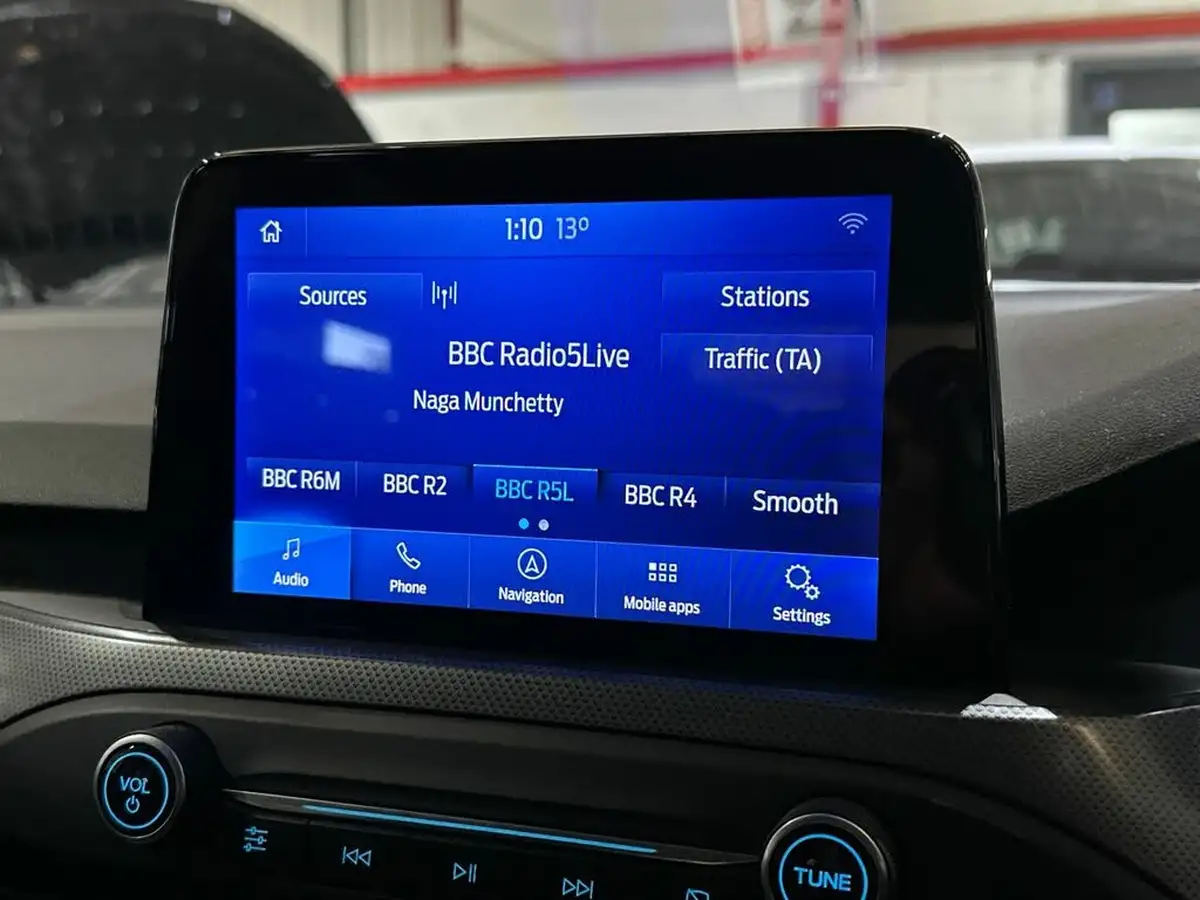 1:10 13°
Sources
Stations
BBC Radio5Live
Traffic (TA)
Naga Munchetty
BBC R6M
BBC R2
BBC R5L
BBC R4
Smooth
Audio
Phone
Navigation
Mobile apps
Settings
VOL
TUNE